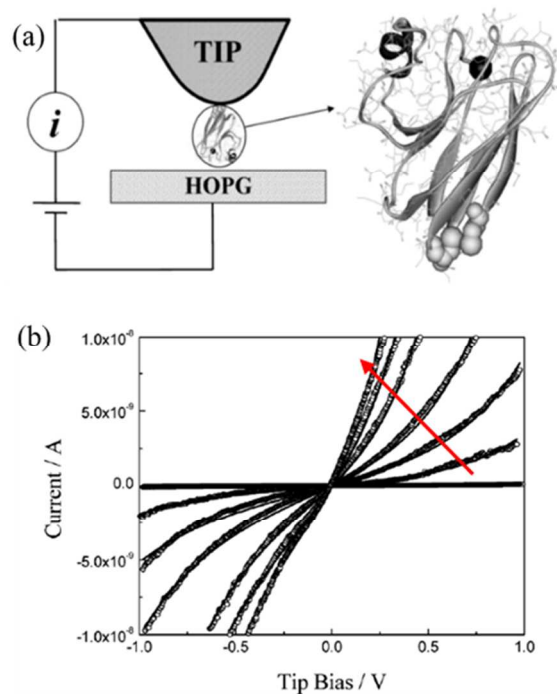 (a)
TIP
i
HOPG
(b)
1.0x10⁻⁸
5.0x10⁻⁹
0.0
-5.0x10⁻⁹
-1.0x10⁻⁸
Current / A
-1.0
-0.5
0.0
0.5
1.0
Tip Bias / V